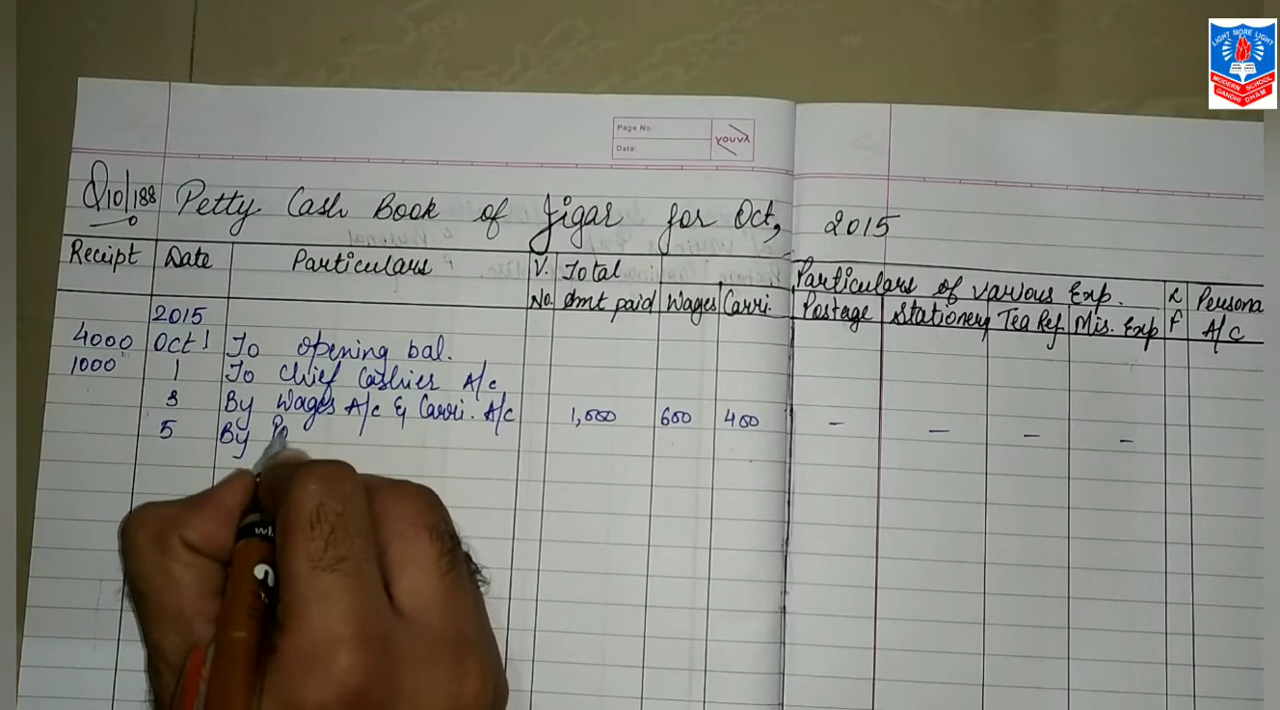 LIGHT MORE LIGHT
MODERN SCHOOL
GANDHIDHAM
Page No.
Date:
YOUVA
Q10/188 Petty Cash Book of Jigar for Oct, 2015
Receipt Date Particulars V. Total Particulars of various Exp. L Persona
No. Amt paid Wages Carri. Postage Stationery Tea Ref Mis. Exp f A/c
2015
4000 Oct 1 To opening bal.
1000 1 To chief Cashier A/c
3 By Wages A/c & Carri. A/c 1,000 600 400 - - - -
5 By Po